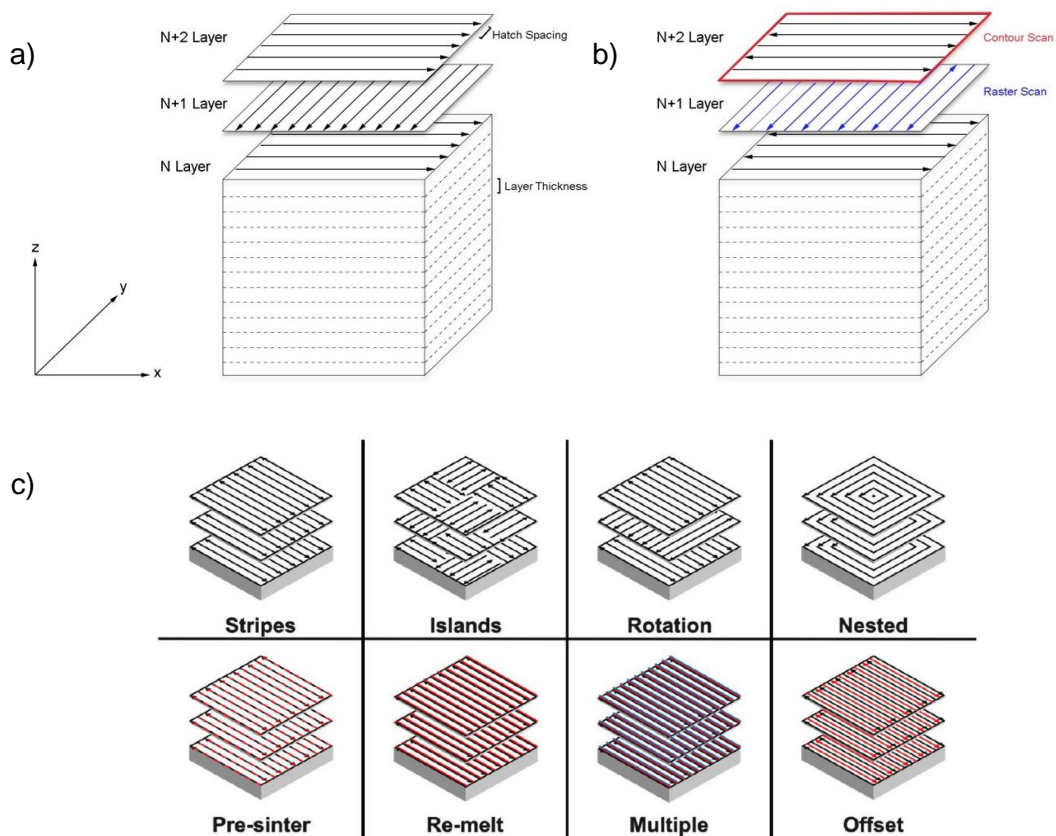 a)
N+2 Layer
Hatch Spacing
N+1 Layer
N Layer
Layer Thickness
z
y
x
b)
N+2 Layer
Contour Scan
N+1 Layer
Raster Scan
N Layer
c)
Stripes
Islands
Rotation
Nested
Pre-sinter
Re-melt
Multiple
Offset